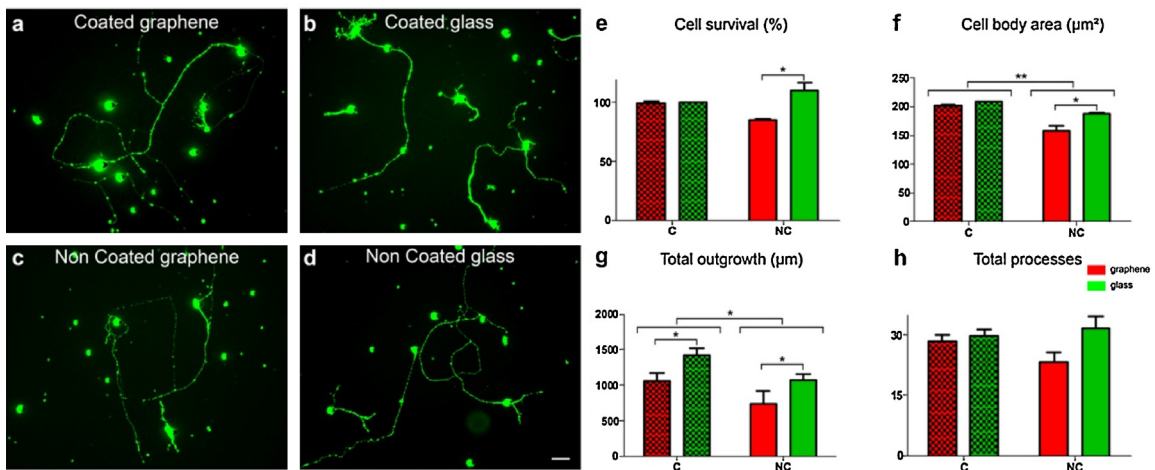 a Coated graphene
b Coated glass
c Non Coated graphene
d Non Coated glass
e Cell survival (%)
100
50
0
*
C NC
f Cell body area (µm²)
250
200
150
100
50
0
**
*
C NC
g Total outgrowth (µm)
2000
1500
1000
500
0
*
*
*
C NC
h Total processes
graphene
glass
30
15
0
C NC